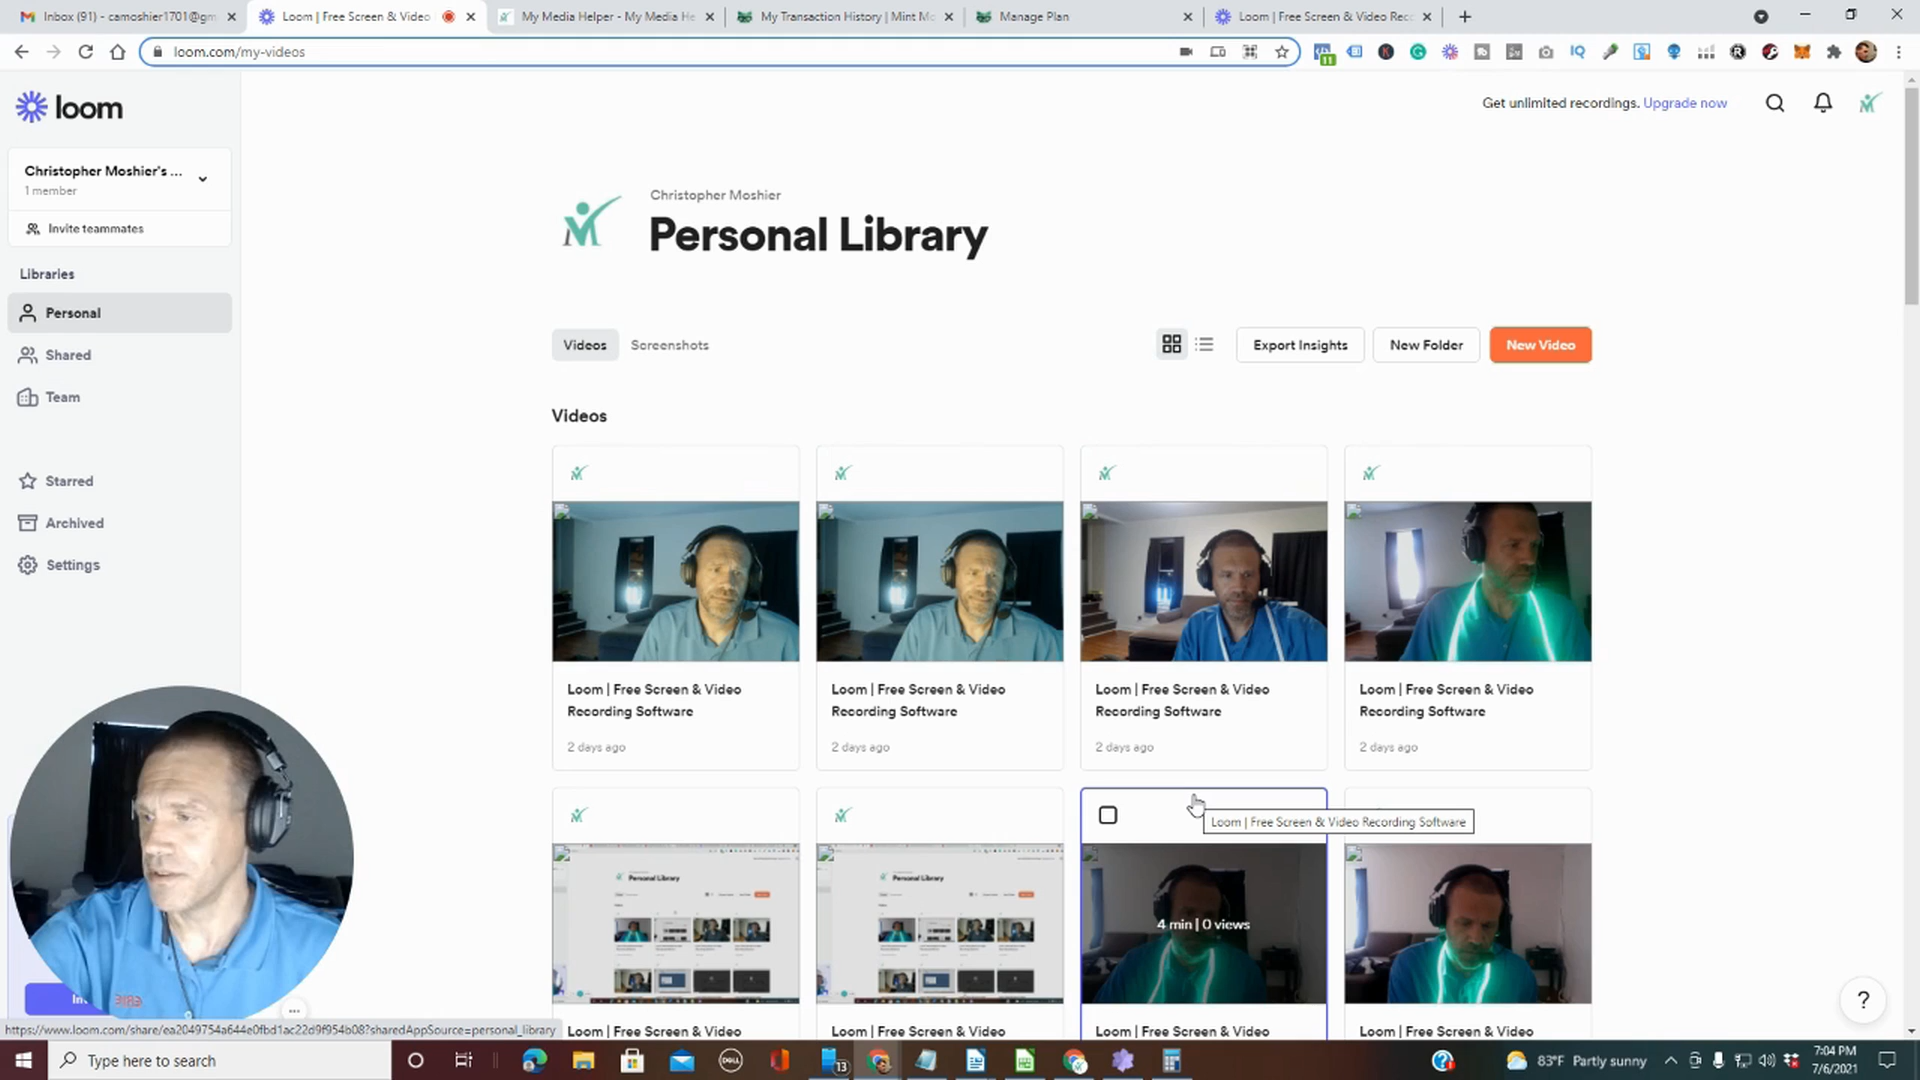 Inbox (91) - camoshier1701@gm
Loom | Free Screen & Video
My Media Helper - My Media He
My Transaction History | Mint Mo
Manage Plan
Loom | Free Screen & Video Rec
loom.com/my-videos
11
loom
Get unlimited recordings. Upgrade now
Christopher Moshier's ...
1 member
Invite teammates
Libraries
Personal
Shared
Team
Starred
Archived
Settings
Christopher Moshier
Personal Library
Videos
Screenshots
Export Insights
New Folder
New Video
Videos
Loom | Free Screen & Video
Recording Software
2 days ago
Loom | Free Screen & Video
Recording Software
2 days ago
Loom | Free Screen & Video
Recording Software
2 days ago
Loom | Free Screen & Video
Recording Software
2 days ago
Loom | Free Screen & Video Recording Software
Personal Library
Personal Library
4 min | 0 views
Loom | Free Screen & Video
Loom | Free Screen & Video
Loom | Free Screen & Video
Loom | Free Screen & Video
?
https://www.loom.com/share/ea2049754a644e0fbd1ac22d9f954b08?sharedAppSource=personal_library
Type here to search
DELL
13
83°F Partly sunny
7:04 PM
7/6/2021